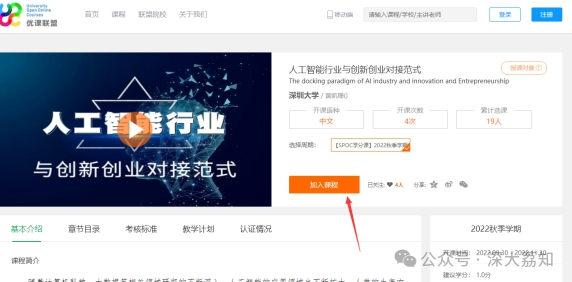 University
Open Online
Courses
优课联盟
首页 课程 联盟院校 关于我们
移动端
请输入课程/学校/主讲老师
登录
注册
人工智能行业
与创新创业对接范式
人工智能行业与创新创业对接范式
授课对象
The docking paradigm of AI industry and Innovation and Entrepreneurship
深圳大学
开课语种 开课次数 累计选课
中文 4次 19人
选择周期:
【SPOC学分课】2022秋季学期
加入课程
已关注: 4人
分享:
基本介绍 章节目录 考核标准 教学计划 认证情况
2022秋季学期
课程简介
开课时间:
建议学分: 1.0分
公众号·深大荔知